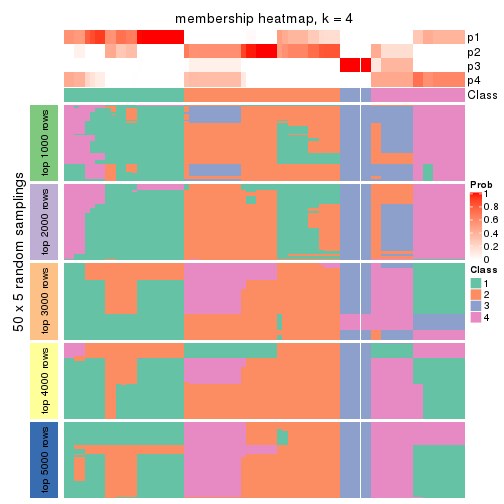 membership heatmap, k = 4
p1
p2
p3
p4
Class
50 x 5 random samplings
top 1000 rows
top 2000 rows
top 3000 rows
top 4000 rows
top 5000 rows
Prob
1
0.8
0.6
0.4
0.2
0
Class
1
2
3
4